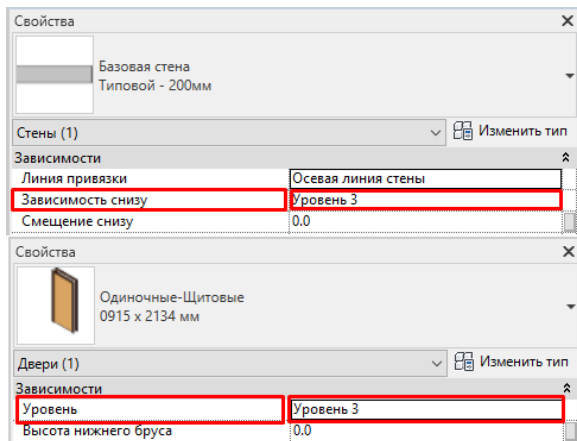 Свойства
Базовая стена
Типовой - 200мм
Стены (1)
Изменить тип
Зависимости
Линия привязки Осевая линия стены
Зависимость снизу Уровень 3
Смещение снизу 0.0
Свойства
Одиночные-Щитовые
0915 x 2134 мм
Двери (1)
Изменить тип
Зависимости
Уровень Уровень 3
Высота нижнего бруса 0.0